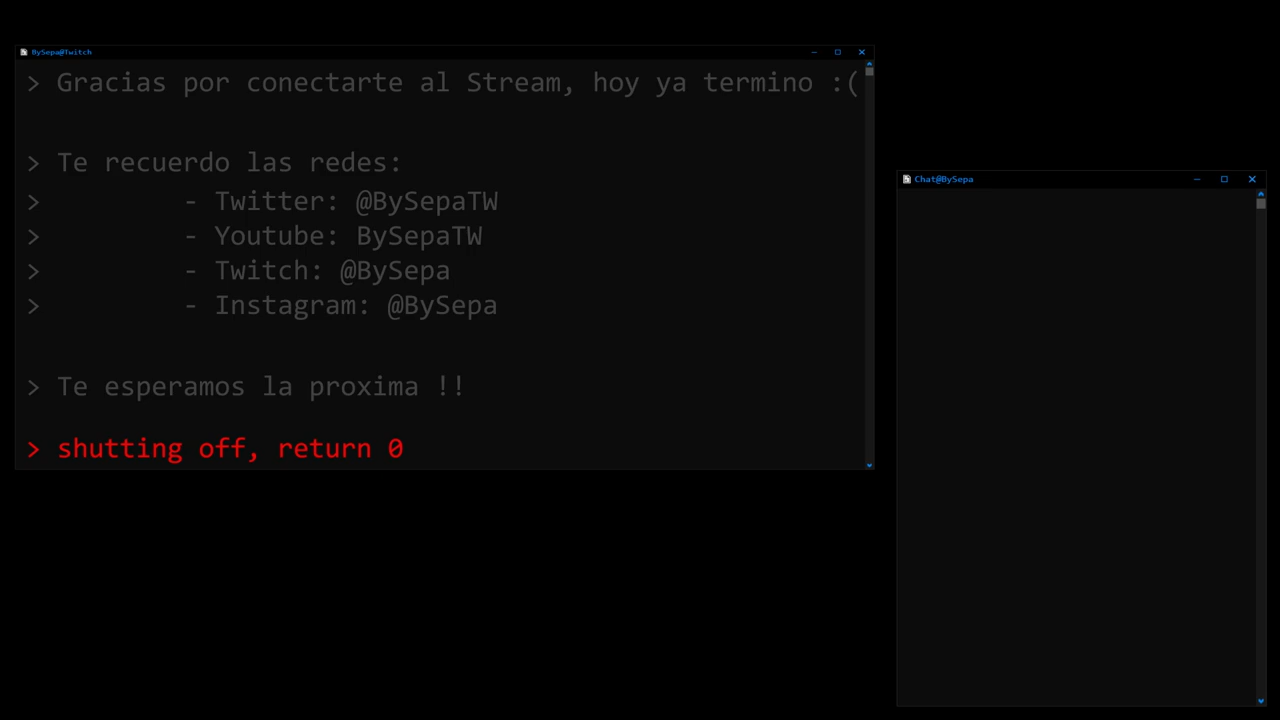 BySepa@Twitch
> Gracias por conectarte al Stream, hoy ya termino :(
> Te recuerdo las redes:
> - Twitter: @BySepaTW
> - Youtube: BySepaTW
> - Twitch: @BySepa
> - Instagram: @BySepa
> Te esperamos la proxima !!
> shutting off, return 0
Chat@BySepa